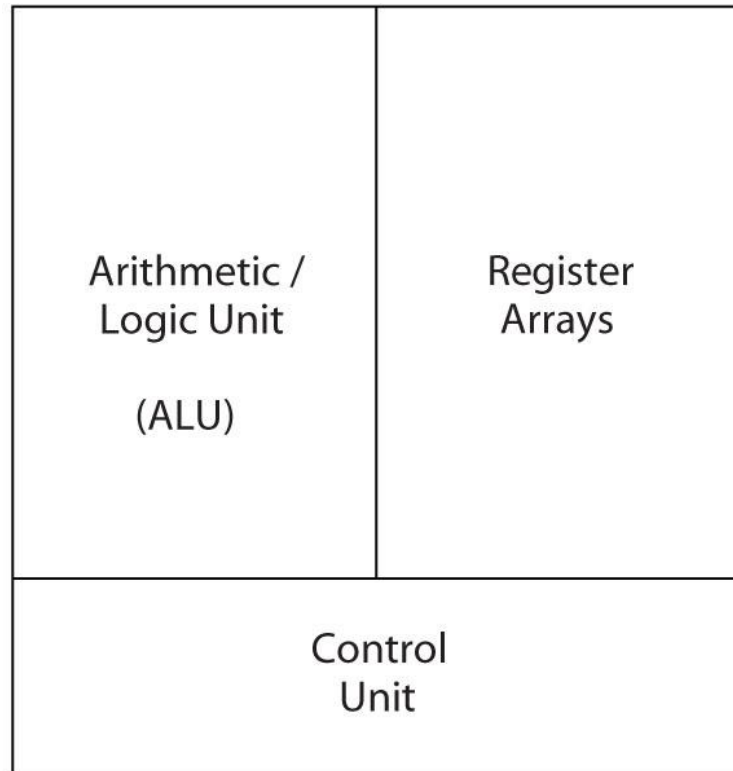 Arithmetic /
Logic Unit
(ALU)
Register
Arrays
Control
Unit